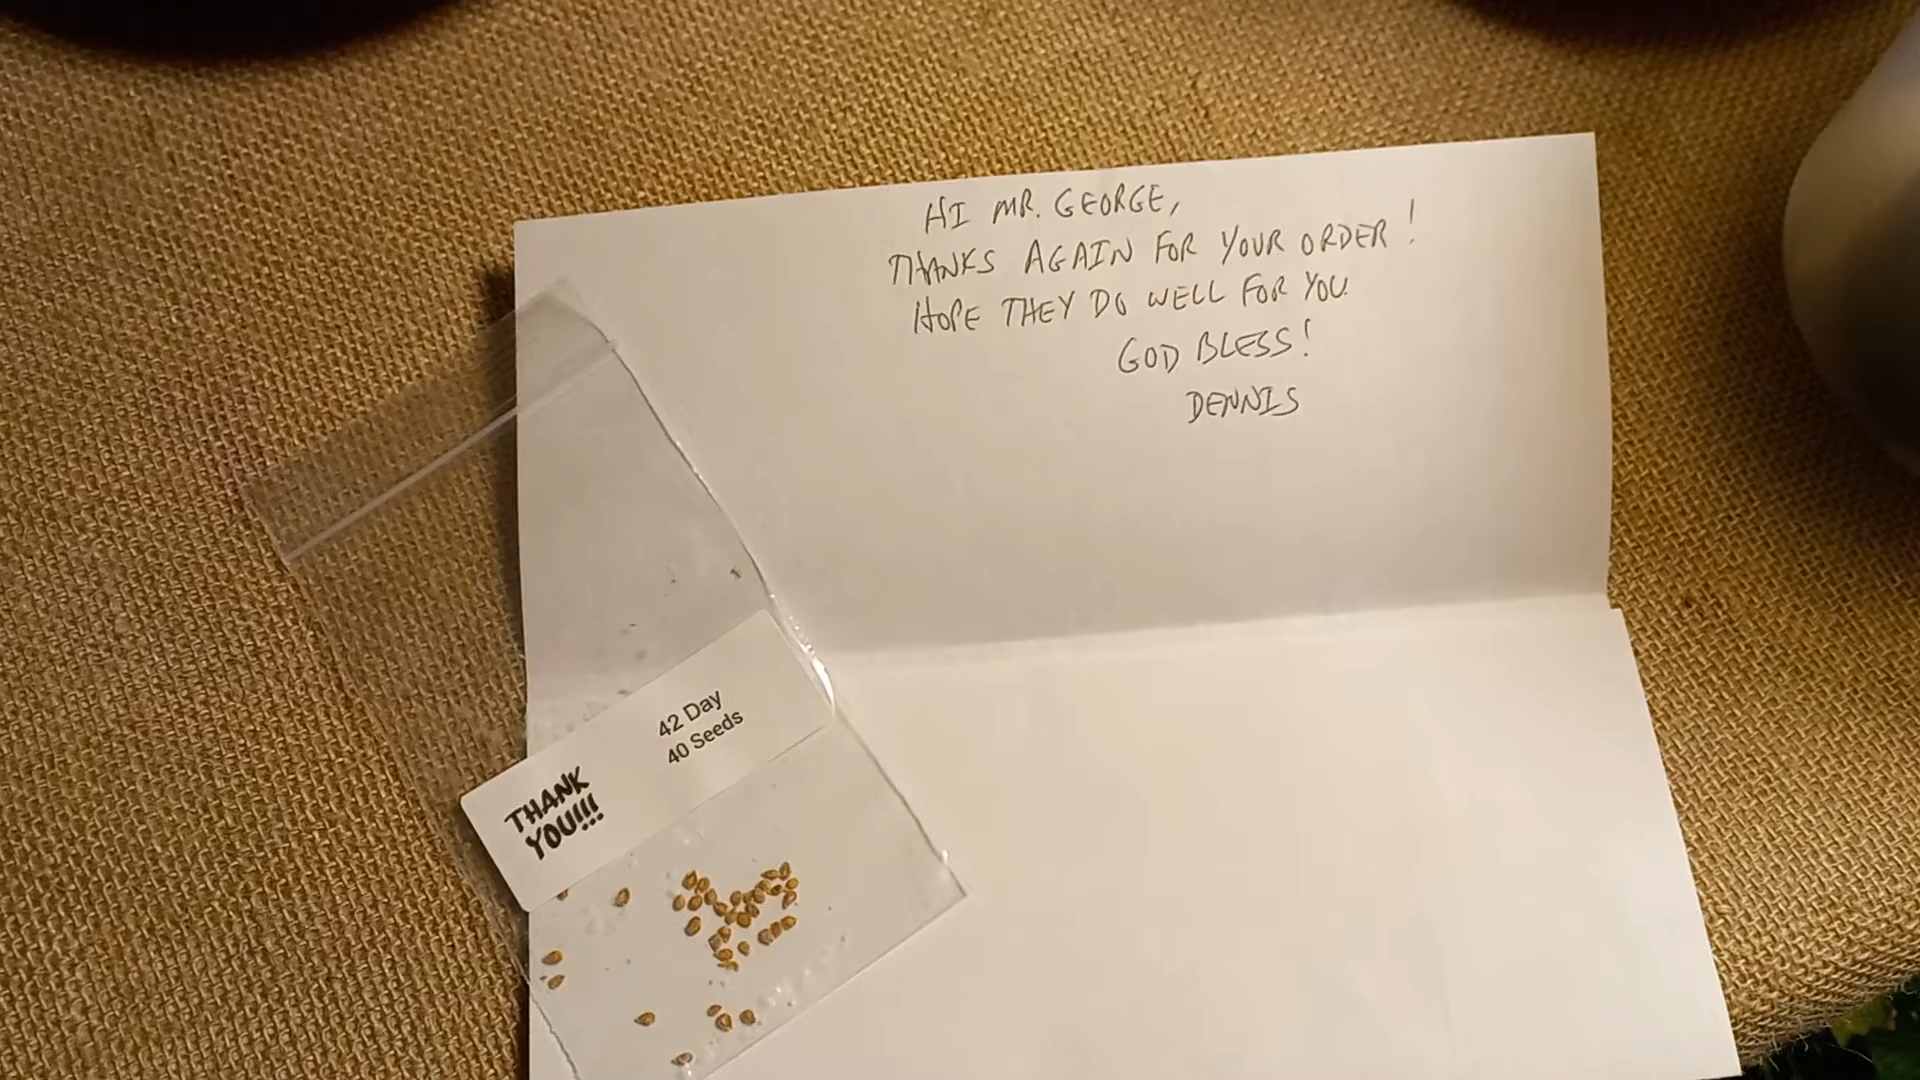 HI MR. GEORGE,
THANKS AGAIN FOR YOUR ORDER!
HOPE THEY DO WELL FOR YOU.
GOD BLESS!
DENNIS
42 Day
40 Seeds
THANK
YOU!!!